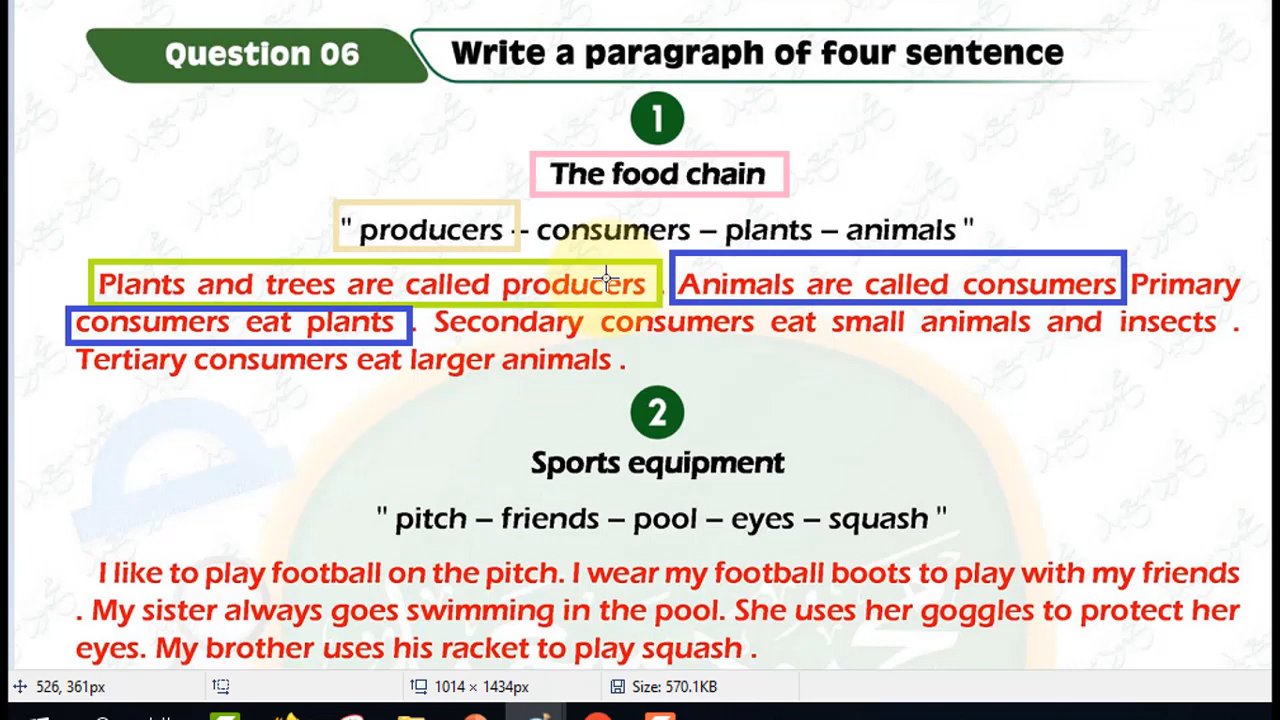 Question 06 Write a paragraph of four sentence
1
The food chain
" producers – consumers – plants – animals "
Plants and trees are called producers . Animals are called consumers Primary
consumers eat plants . Secondary consumers eat small animals and insects .
Tertiary consumers eat larger animals .
2
Sports equipment
" pitch – friends – pool – eyes – squash "
I like to play football on the pitch. I wear my football boots to play with my friends
. My sister always goes swimming in the pool. She uses her goggles to protect her
eyes. My brother uses his racket to play squash .
526, 361px 1014 × 1434px Size: 570.1KB